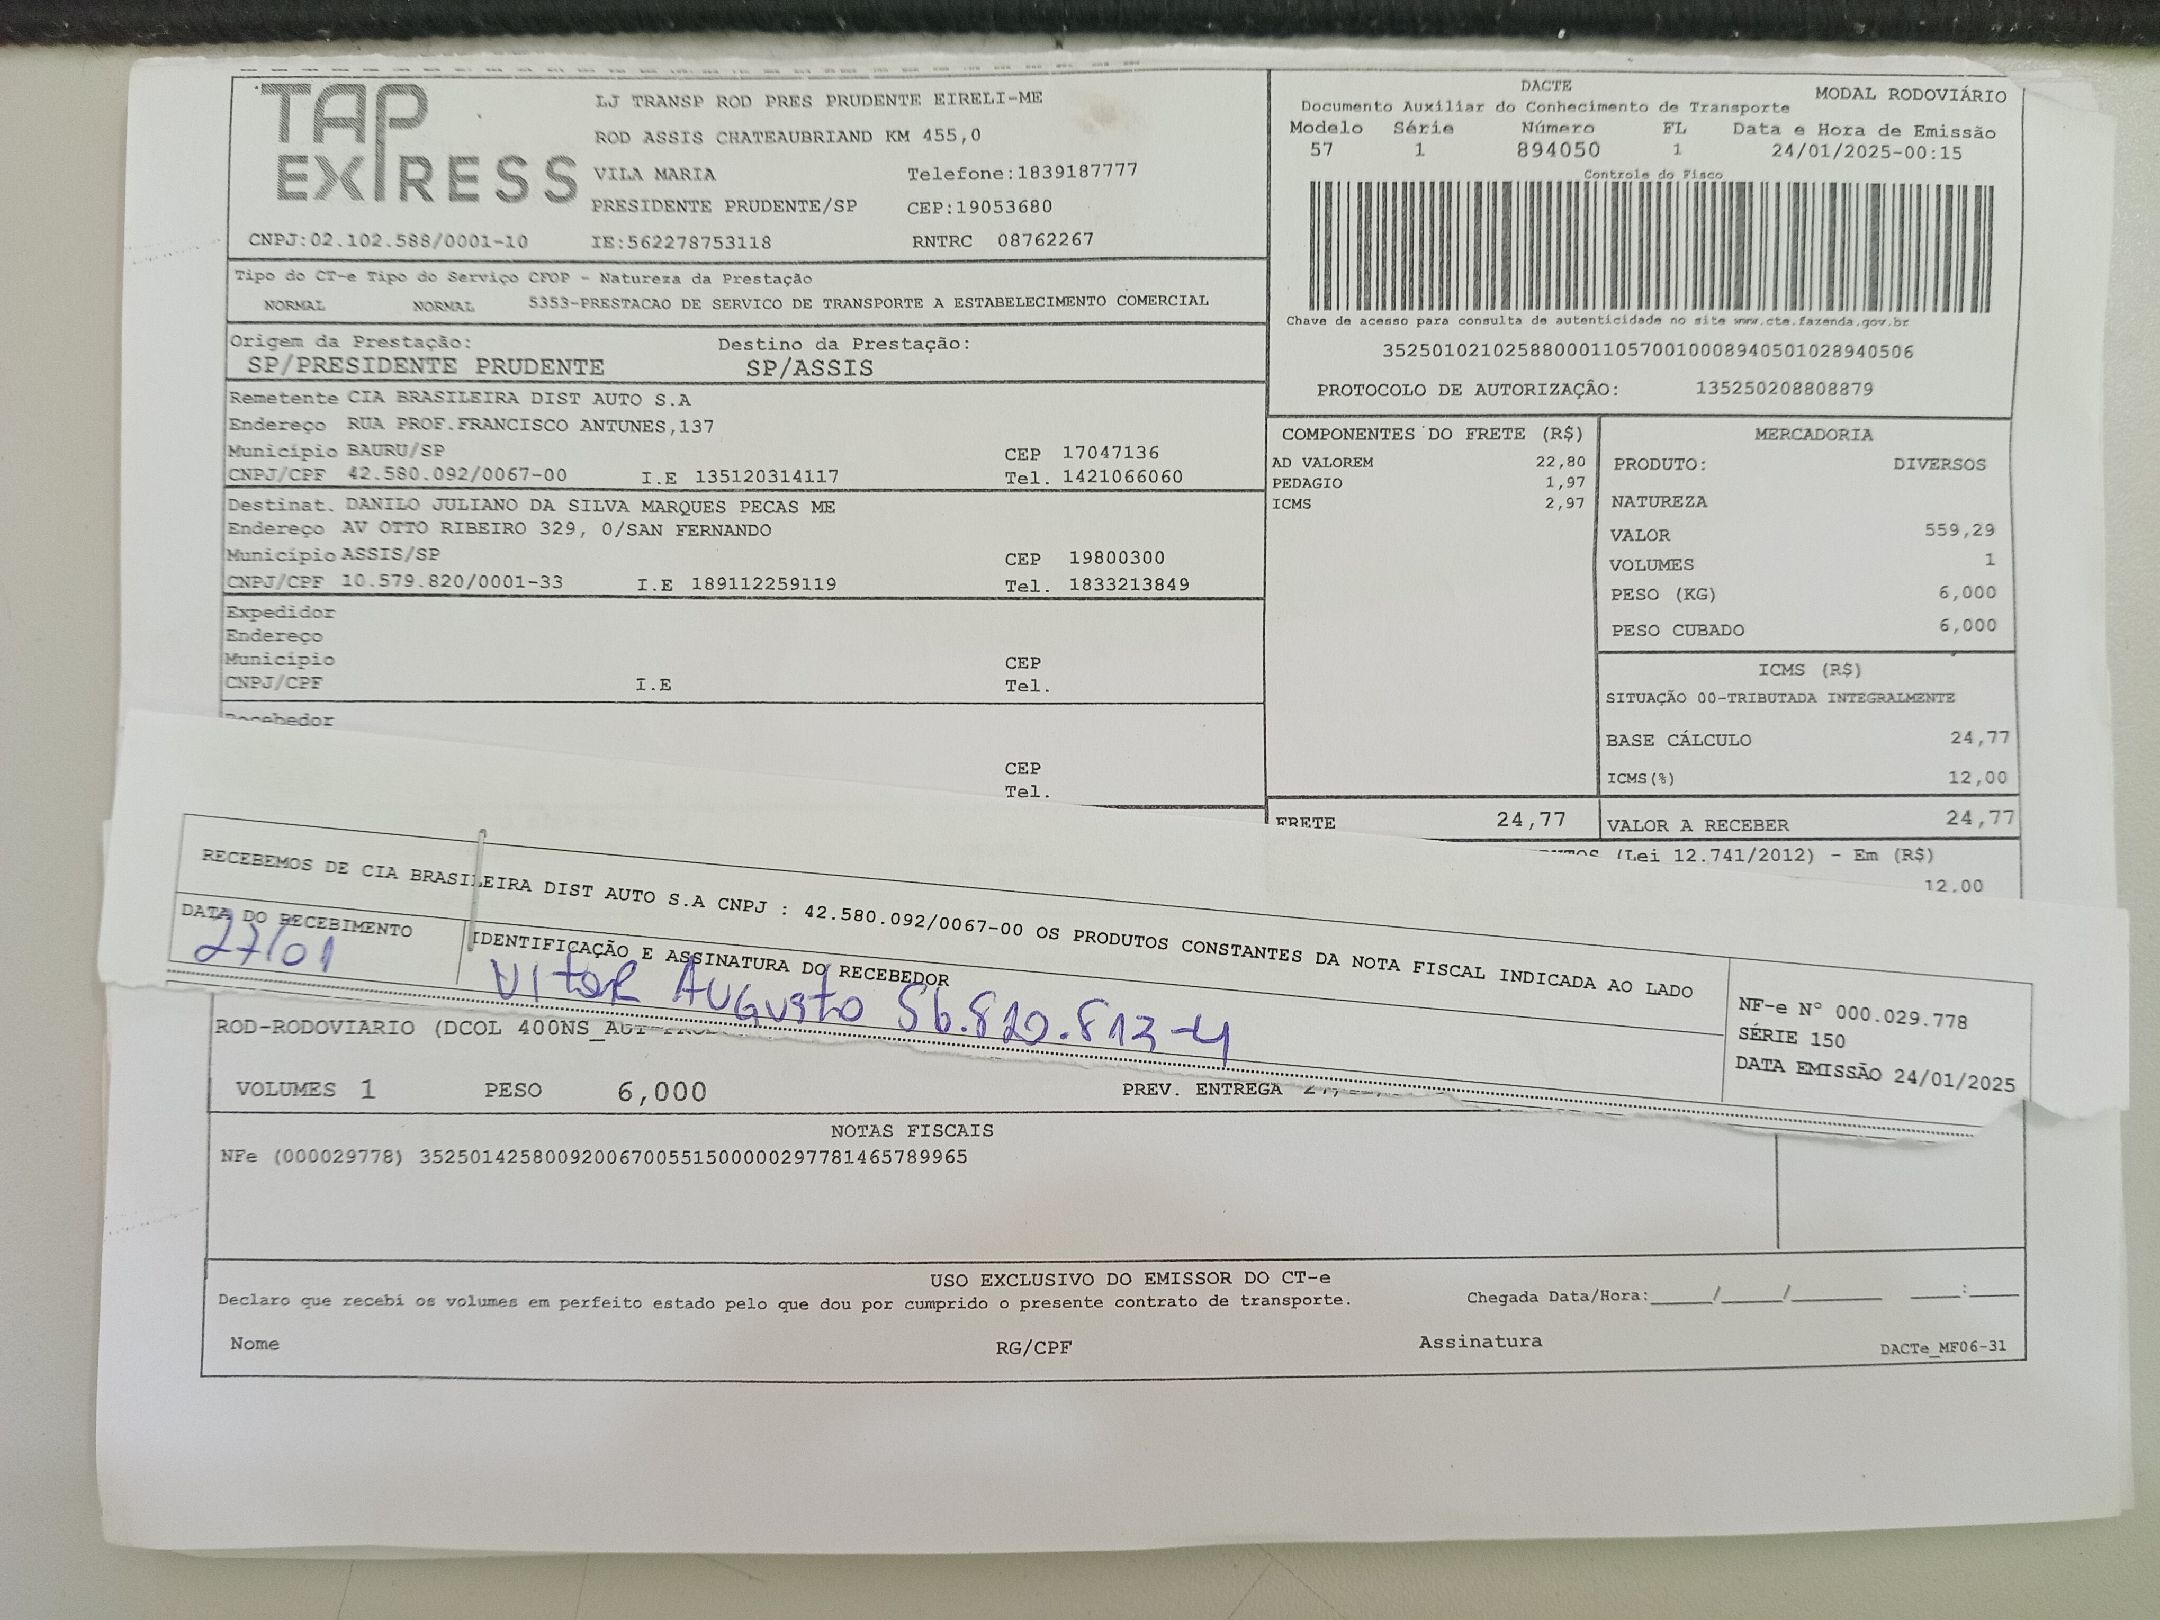 TAP
EXPRESS
LJ TRANSP ROD PRES PRUDENTE EIRELI-ME
ROD ASSIS CHATEAUBRIAND KM 455,0
VILA MARIA Telefone:1839187777
PRESIDENTE PRUDENTE/SP CEP:19053680
CNPJ:02.102.588/0001-10 IE:562278753118 RNTRC 08762267
DACTE MODAL RODOVIÁRIO
Documento Auxiliar do Conhecimento de Transporte
Modelo Série Número FL Data e Hora de Emissão
57 1 894050 1 24/01/2025-00:15
Controle do Fisco
Chave de acesso para consulta de autenticidade no site www.cte.fazenda.gov.br
35250102102588000110570010008940501028940506
PROTOCOLO DE AUTORIZAÇÂO: 135250208808879
Tipo do CT-e Tipo do Serviço CFOP - Natureza da Prestação
NORMAL NORMAL 5353-PRESTACAO DE SERVICO DE TRANSPORTE A ESTABELECIMENTO COMERCIAL
Origem da Prestação: Destino da Prestação:
SP/PRESIDENTE PRUDENTE SP/ASSIS
Remetente CIA BRASILEIRA DIST AUTO S.A
Endereço RUA PROF.FRANCISCO ANTUNES,137
Município BAURU/SP CEP 17047136
CNPJ/CPF 42.580.092/0067-00 I.E 135120314117 Tel. 1421066060
Destinat. DANILO JULIANO DA SILVA MARQUES PECAS ME
Endereço AV OTTO RIBEIRO 329, 0/SAN FERNANDO
Município ASSIS/SP CEP 19800300
CNPJ/CPF 10.579.820/0001-33 I.E 189112259119 Tel. 1833213849
Expedidor
Endereço
Município CEP
CNPJ/CPF I.E Tel.
Recebedor
CEP
Tel.
COMPONENTES DO FRETE (R$)
AD VALOREM 22,80
PEDAGIO 1,97
ICMS 2,97
FRETE 24,77
MERCADORIA
PRODUTO: DIVERSOS
NATUREZA
VALOR 559,29
VOLUMES 1
PESO (KG) 6,000
PESO CUBADO 6,000
ICMS (R$)
SITUAÇÃO 00-TRIBUTADA INTEGRALMENTE
BASE CÁLCULO 24,77
ICMS(%) 12,00
VALOR A RECEBER 24,77
(Lei 12.741/2012) - Em (R$)
12.00
RECEBEMOS DE CIA BRASILEIRA DIST AUTO S.A CNPJ : 42.580.092/0067-00 OS PRODUTOS CONSTANTES DA NOTA FISCAL INDICADA AO LADO
DATA DO RECEBIMENTO IDENTIFICAÇÃO E ASSINATURA DO RECEBEDOR
27/01 Vitor Augusto 56.820.813-4
NF-e N° 000.029.778
SÉRIE 150
DATA EMISSÃO 24/01/2025
ROD-RODOVIARIO (DCOL 400NS_AGT
VOLUMES 1 PESO 6,000 PREV. ENTREGA
NOTAS FISCAIS
NFe (000029778) 35250142580092006700551500000297781465789965
USO EXCLUSIVO DO EMISSOR DO CT-e
Declaro que recebi os volumes em perfeito estado pelo que dou por cumprido o presente contrato de transporte. Chegada Data/Hora:____/____/______ ___:___
Nome RG/CPF Assinatura DACTe_MF06-31